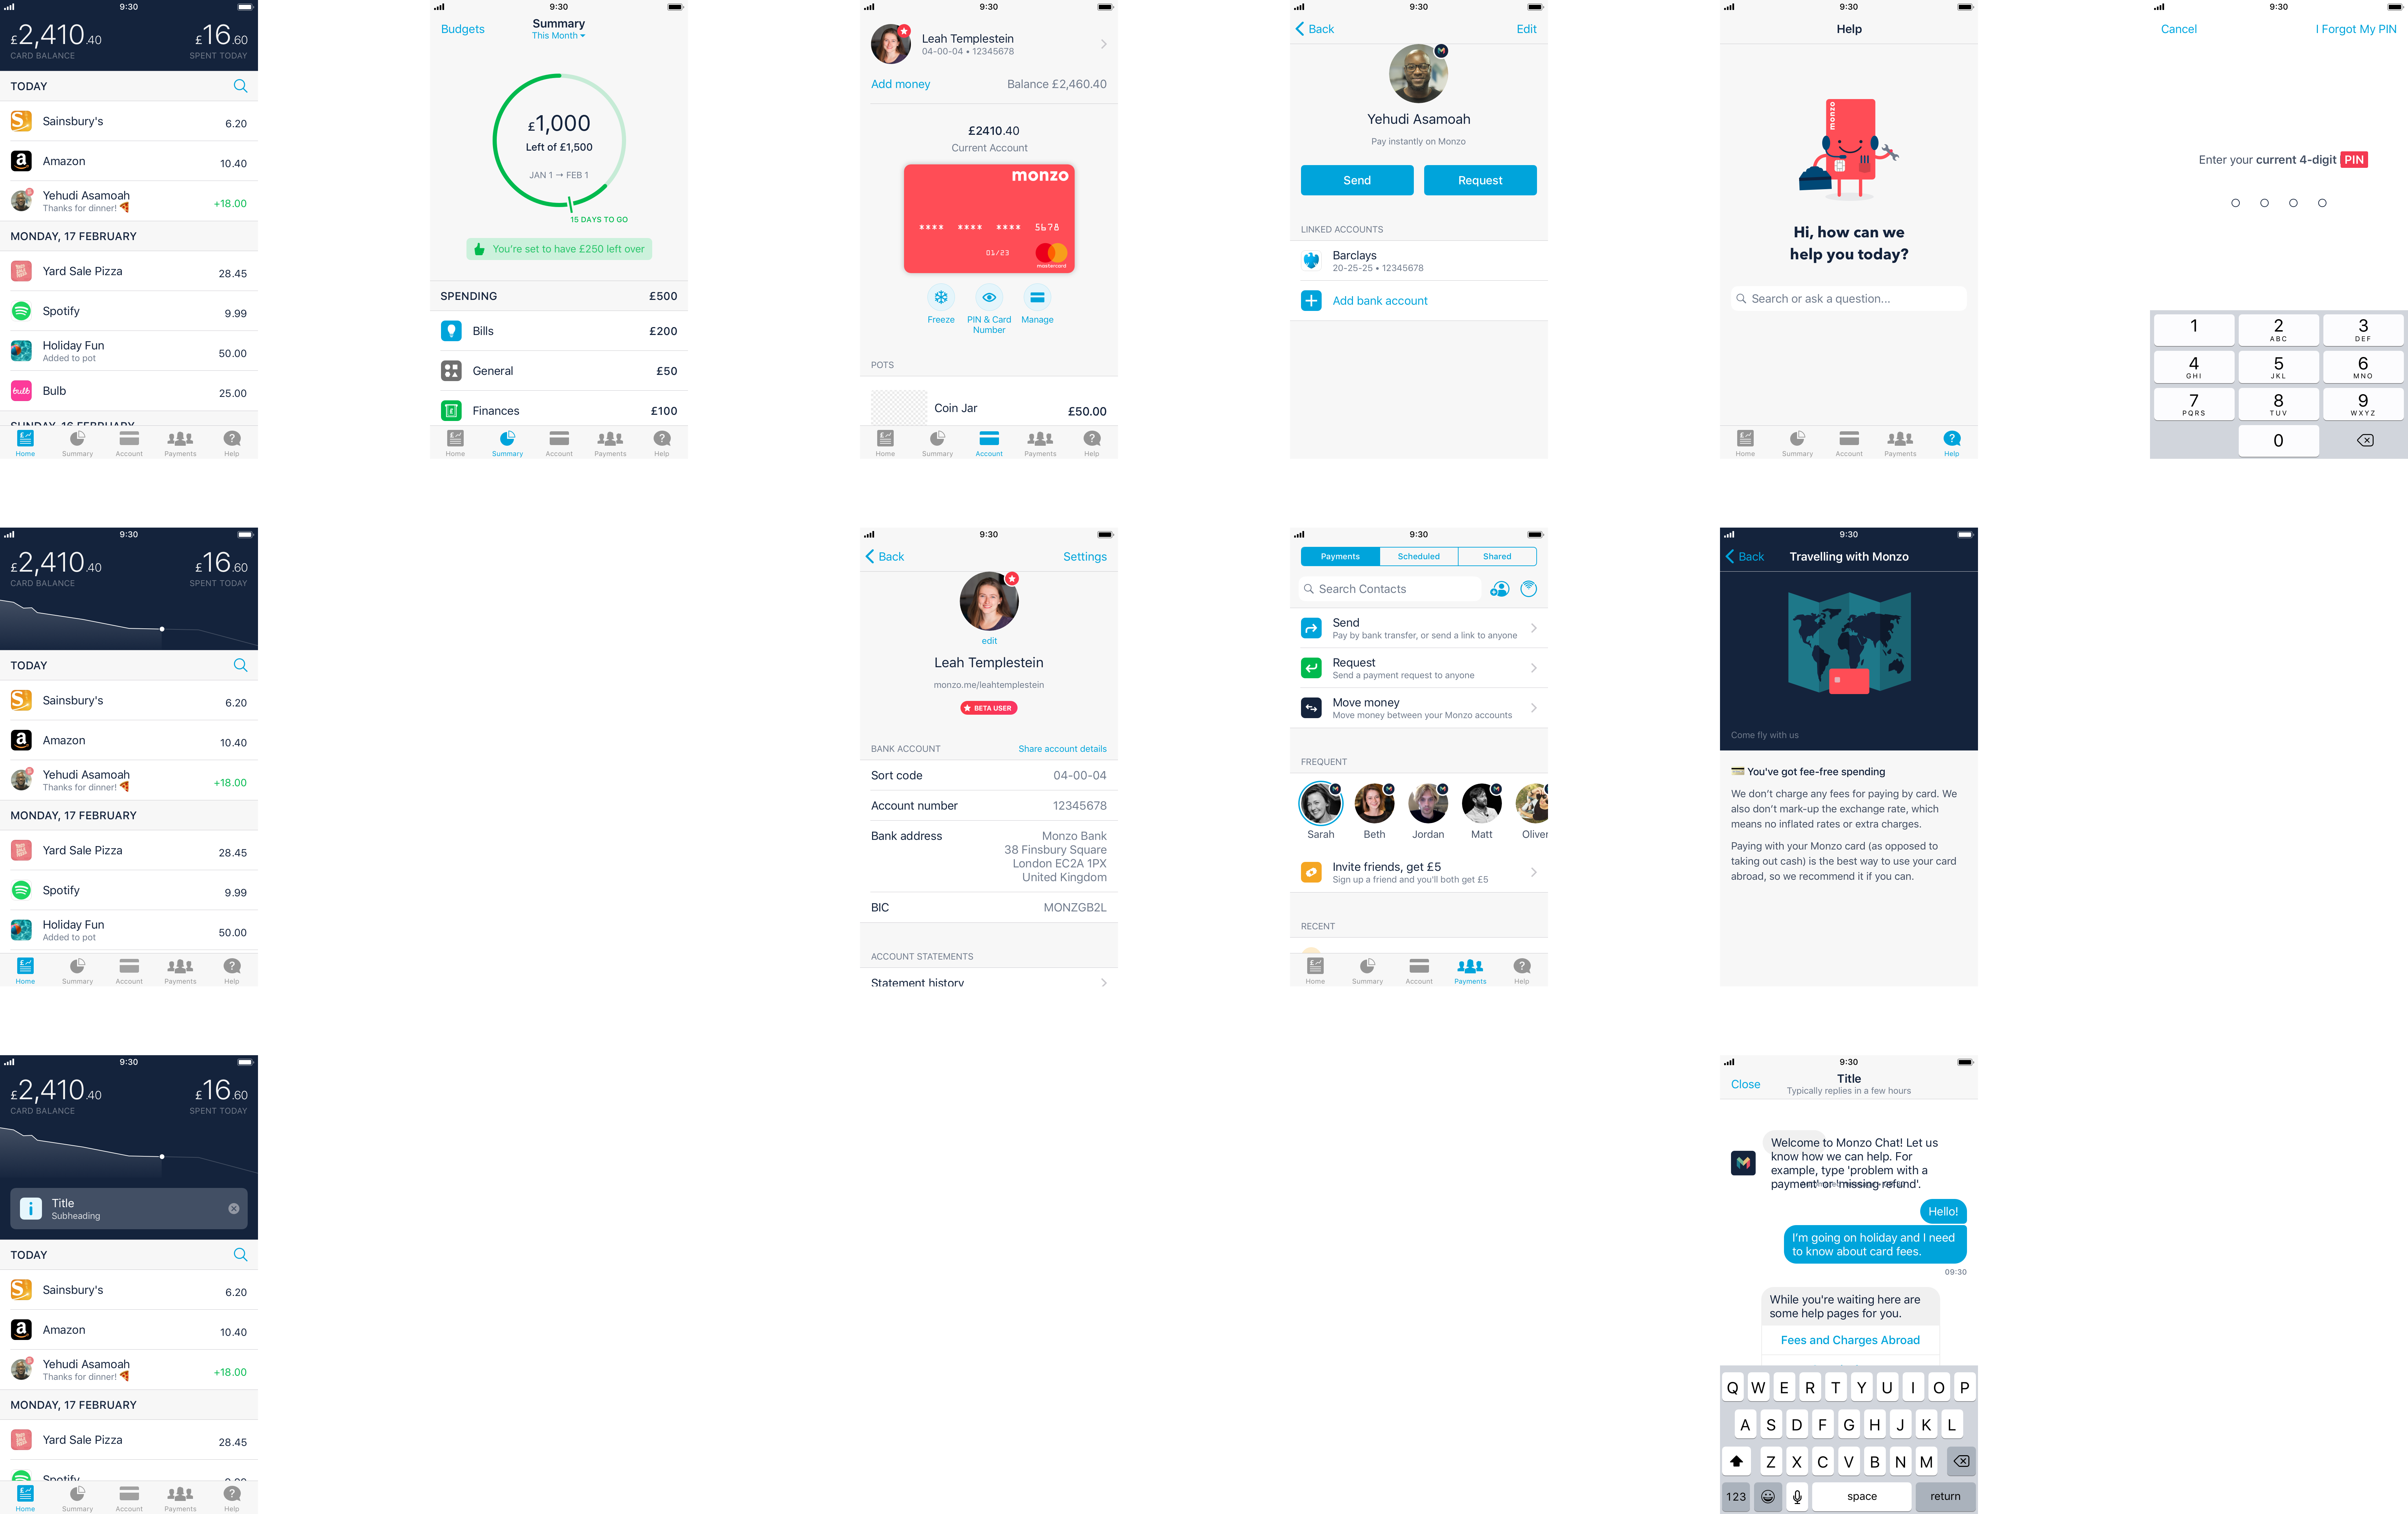 9:30
£2,410.40
£16.60
CARD BALANCE
SPENT TODAY
TODAY
Sainsbury's
6.20
Amazon
10.40
Yehudi Asamoah
Thanks for dinner! 🍕
+18.00
MONDAY, 17 FEBRUARY
Yard Sale Pizza
28.45
Spotify
9.99
Holiday Fun
Added to pot
50.00
bulb
Bulb
25.00
SUNDAY, 16 FEBRUARY
Home
Summary
Account
Payments
Help
9:30
Budgets
Summary
This Month
£1,000
Left of £1,500
JAN 1 → FEB 1
15 DAYS TO GO
You're set to have £250 left over
SPENDING
£500
Bills
£200
General
£50
Finances
£100
Home
Summary
Account
Payments
Help
9:30
Leah Templestein
04-00-04 • 12345678
Add money
Balance £2,460.40
£2410.40
Current Account
monzo
**** **** **** 5678
01/23
mastercard
Freeze
PIN & Card
Number
Manage
POTS
Coin Jar
£50.00
Home
Summary
Account
Payments
Help
9:30
Back
Edit
Yehudi Asamoah
Pay instantly on Monzo
Send
Request
LINKED ACCOUNTS
Barclays
20-25-25 • 12345678
Add bank account
9:30
Help
monzo
Hi, how can we
help you today?
Search or ask a question...
Home
Summary
Account
Payments
Help
9:30
Cancel
I Forgot My PIN
Enter your current 4-digit PIN
1
2
ABC
3
DEF
4
GHI
5
JKL
6
MNO
7
PQRS
8
TUV
9
WXYZ
0
9:30
£2,410.40
£16.60
CARD BALANCE
SPENT TODAY
TODAY
Sainsbury's
6.20
Amazon
10.40
Yehudi Asamoah
Thanks for dinner! 🍕
+18.00
MONDAY, 17 FEBRUARY
Yard Sale Pizza
28.45
Spotify
9.99
Holiday Fun
Added to pot
50.00
Home
Summary
Account
Payments
Help
9:30
Back
Settings
edit
Leah Templestein
monzo.me/leahtemplestein
BETA USER
BANK ACCOUNT
Share account details
Sort code
04-00-04
Account number
12345678
Bank address
Monzo Bank
38 Finsbury Square
London EC2A 1PX
United Kingdom
BIC
MONZGB2L
ACCOUNT STATEMENTS
Statement history
9:30
Payments
Scheduled
Shared
Search Contacts
Send
Pay by bank transfer, or send a link to anyone
Request
Send a payment request to anyone
Move money
Move money between your Monzo accounts
FREQUENT
Sarah
Beth
Jordan
Matt
Oliver
Invite friends, get £5
Sign up a friend and you'll both get £5
RECENT
Home
Summary
Account
Payments
Help
9:30
Back
Travelling with Monzo
Come fly with us
💳 You've got fee-free spending
We don't charge any fees for paying by card. We
also don't mark-up the exchange rate, which
means no inflated rates or extra charges.
Paying with your Monzo card (as opposed to
taking out cash) is the best way to use your card
abroad, so we recommend it if you can.
9:30
£2,410.40
£16.60
CARD BALANCE
SPENT TODAY
Title
Subheading
TODAY
Sainsbury's
6.20
Amazon
10.40
Yehudi Asamoah
Thanks for dinner! 🍕
+18.00
MONDAY, 17 FEBRUARY
Yard Sale Pizza
28.45
Spotify
9.99
Home
Summary
Account
Payments
Help
9:30
Close
Title
Typically replies in a few hours
Welcome to Monzo Chat! Let us
know how we can help. For
example, type 'problem with a
payment' or 'missing refund'.
Hello!
I'm going on holiday and I need
to know about card fees.
09:30
While you're waiting here are
some help pages for you.
Fees and Charges Abroad
Q W E R T Y U I O P
A S D F G H J K L
Z X C V B N M
123
space
return